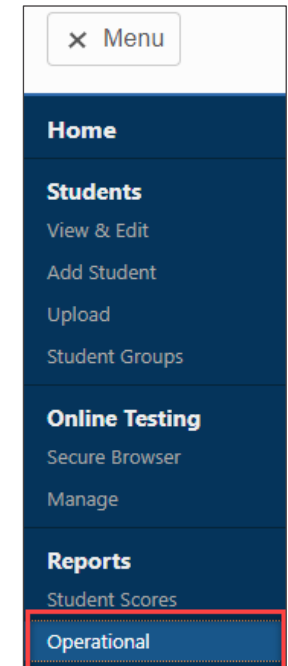 × Menu
Home
Students
View & Edit
Add Student
Upload
Student Groups
Online Testing
Secure Browser
Manage
Reports
Student Scores
Operational